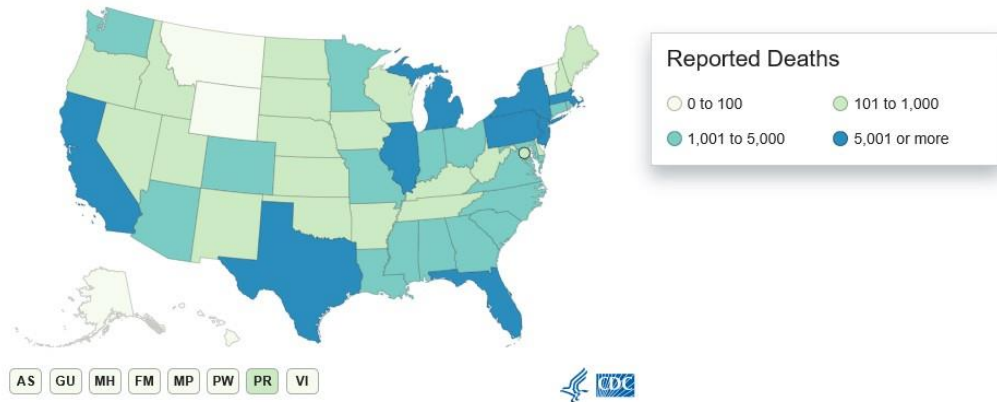 Reported Deaths
0 to 100
101 to 1,000
1,001 to 5,000
5,001 or more
AS GU MH FM MP PW PR VI
CDC